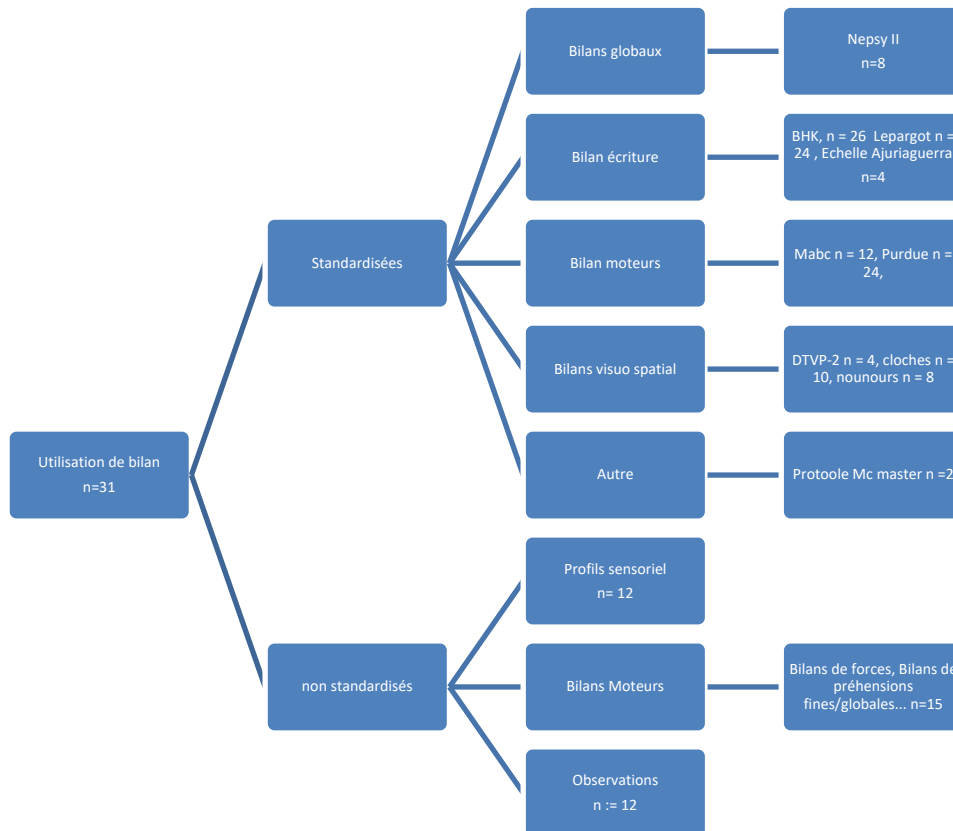 Bilans globaux
Nepsy II
n=8
Bilan écriture
BHK, n = 26 Lepargot n =
24 , Echelle Ajuriaguerra
n=4
Standardisées
Bilan moteurs
Mabc n = 12, Purdue n =
24,
Bilans visuo spatial
DTVP-2 n = 4, cloches n =
10, nounours n = 8
Utilisation de bilan
n=31
Autre
Protoole Mc master n =2
Profils sensoriel
n= 12
non standardisés
Bilans Moteurs
Bilans de forces, Bilans de
préhensions
fines/globales... n=15
Observations
n := 12